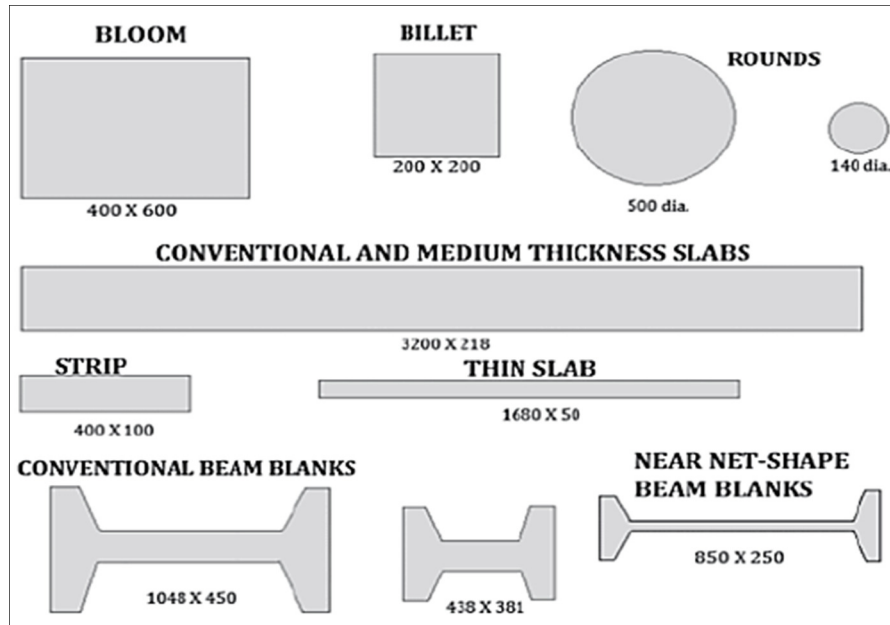 BLOOM
BILLET
ROUNDS
400 X 600
200 X 200
500 dia.
140 dia.
CONVENTIONAL AND MEDIUM THICKNESS SLABS
3200 X 218
STRIP
THIN SLAB
400 X 100
1680 X 50
CONVENTIONAL BEAM BLANKS
NEAR NET-SHAPE
BEAM BLANKS
1048 X 450
438 X 381
850 X 250